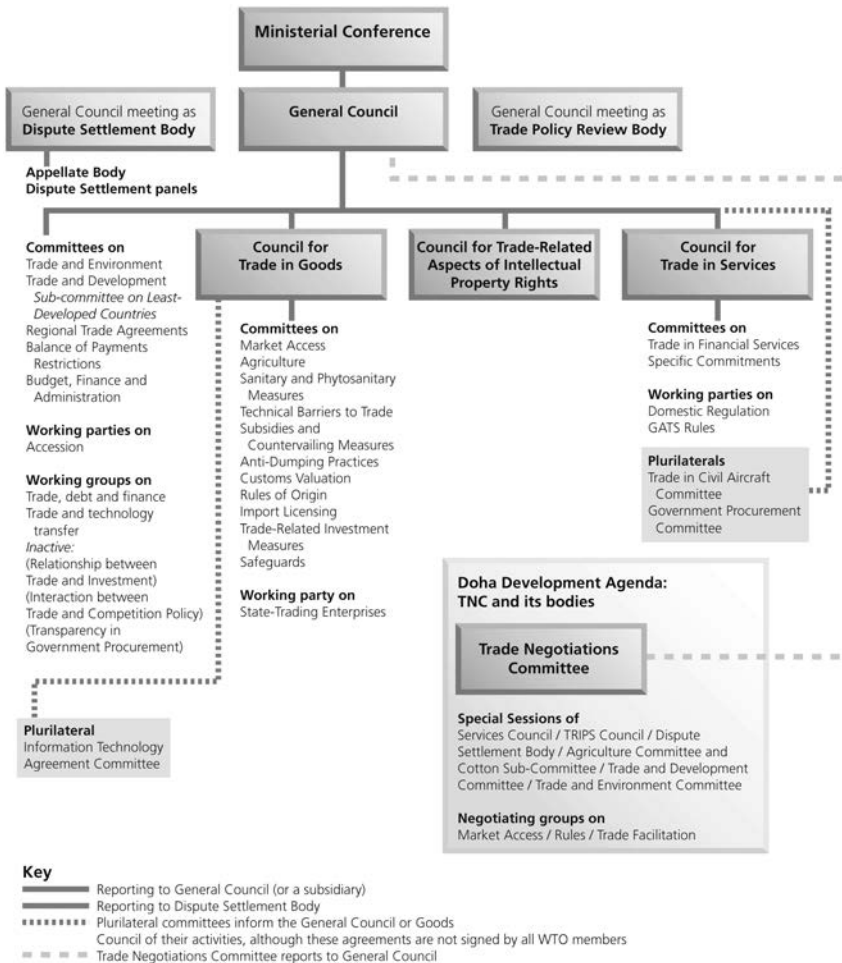 Ministerial Conference
General Council meeting as
Dispute Settlement Body
General Council
General Council meeting as
Trade Policy Review Body
Appellate Body
Dispute Settlement panels
Committees on
Trade and Environment
Trade and Development
Sub-committee on Least-
Developed Countries
Regional Trade Agreements
Balance of Payments
Restrictions
Budget, Finance and
Administration
Working parties on
Accession
Working groups on
Trade, debt and finance
Trade and technology
transfer
Inactive:
(Relationship between
Trade and Investment)
(Interaction between
Trade and Competition Policy)
(Transparency in
Government Procurement)
Plurilateral
Information Technology
Agreement Committee
Council for
Trade in Goods
Committees on
Market Access
Agriculture
Sanitary and Phytosanitary
Measures
Technical Barriers to Trade
Subsidies and
Countervailing Measures
Anti-Dumping Practices
Customs Valuation
Rules of Origin
Import Licensing
Trade-Related Investment
Measures
Safeguards
Working party on
State-Trading Enterprises
Council for Trade-Related
Aspects of Intellectual
Property Rights
Council for
Trade in Services
Committees on
Trade in Financial Services
Specific Commitments
Working parties on
Domestic Regulation
GATS Rules
Plurilaterals
Trade in Civil Aircraft
Committee
Government Procurement
Committee
Doha Development Agenda:
TNC and its bodies
Trade Negotiations
Committee
Special Sessions of
Services Council / TRIPS Council / Dispute
Settlement Body / Agriculture Committee and
Cotton Sub-Committee / Trade and Development
Committee / Trade and Environment Committee
Negotiating groups on
Market Access / Rules / Trade Facilitation
Key
Reporting to General Council (or a subsidiary)
Reporting to Dispute Settlement Body
Plurilateral committees inform the General Council or Goods
Council of their activities, although these agreements are not signed by all WTO members
Trade Negotiations Committee reports to General Council